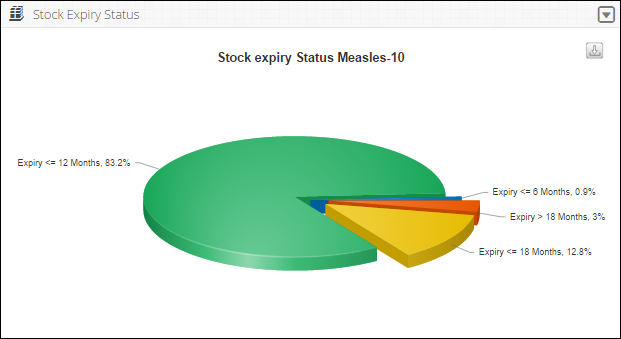 Stock Expiry Status
Stock expiry Status Measles-10
Expiry <= 12 Months, 83.2%
Expiry <= 6 Months, 0.9%
Expiry > 18 Months, 3%
Expiry <= 18 Months, 12.8%